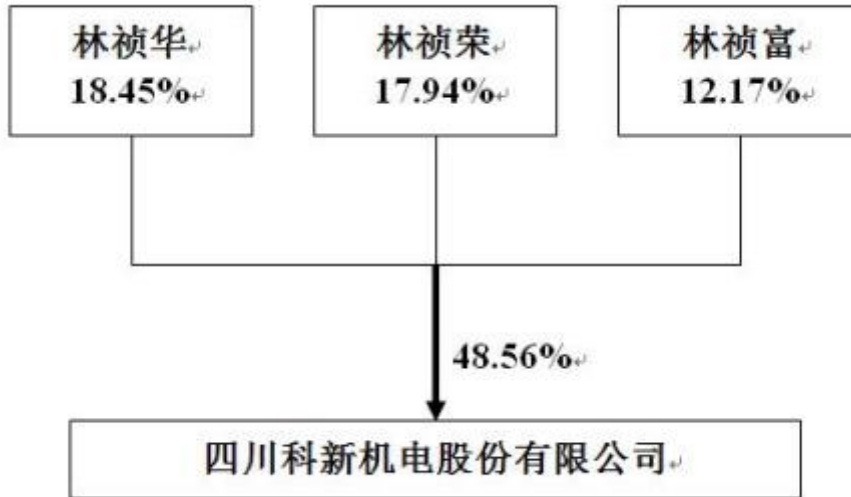 林祯华
18.45%
林祯荣
17.94%
林祯富
12.17%
48.56%
四川科新机电股份有限公司